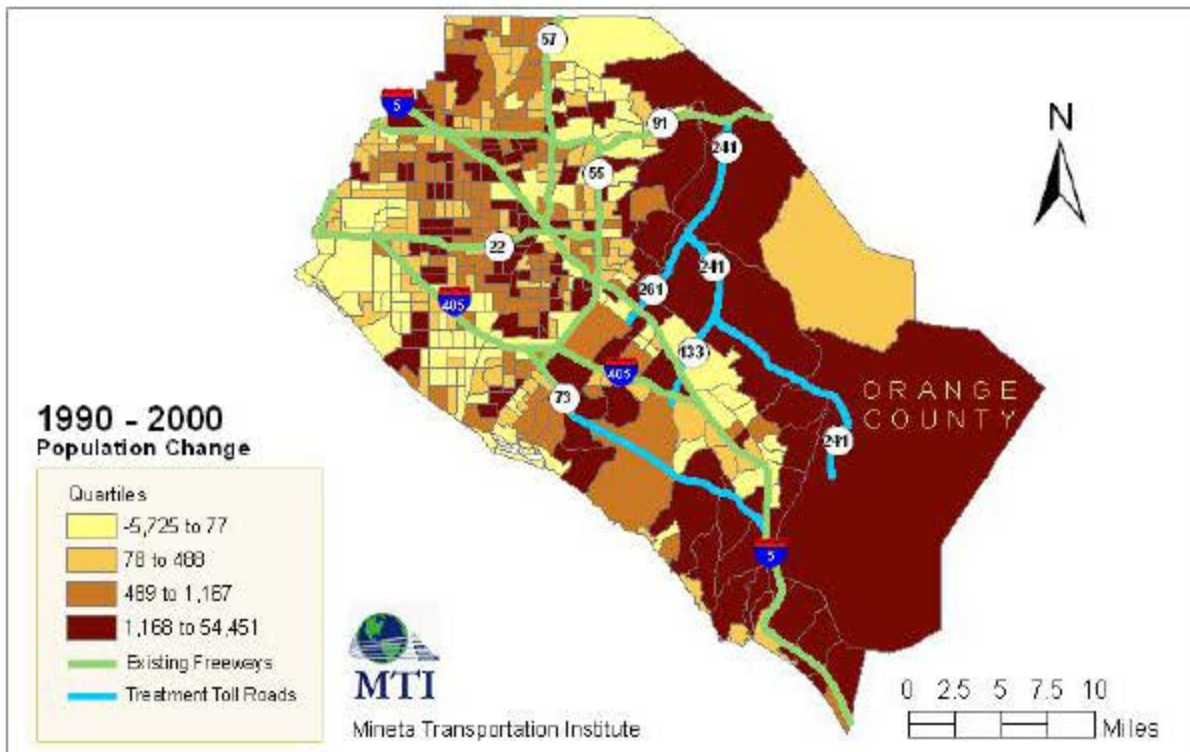 57
5
91
241
N
55
22
241
261
405
133
405
73
ORANGE
COUNTY
241
5
1990 - 2000
Population Change
Quartiles
-5,725 to 77
78 to 488
489 to 1,167
1,168 to 54,451
Existing Freeways
Treatment Toll Roads
MTI
Mineta Transportation Institute
0 2.5 5 7.5 10
Miles